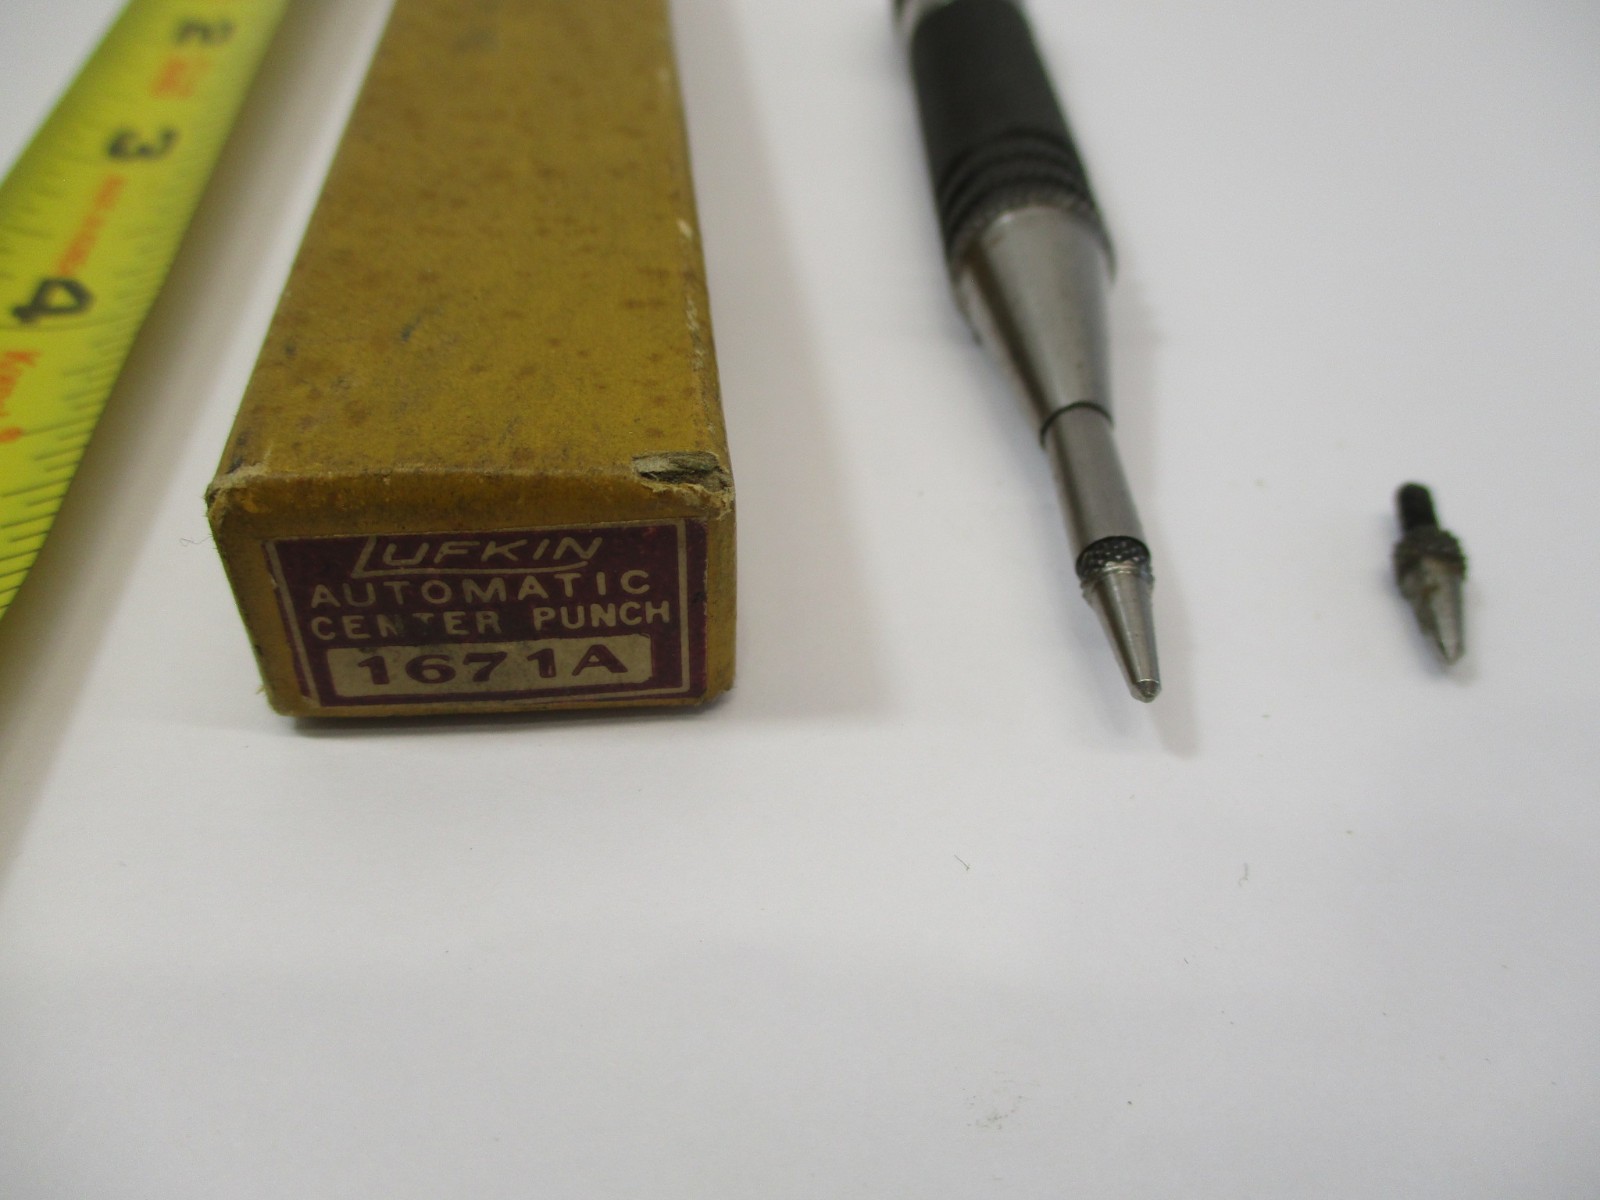 2
3
4
LUFKIN
AUTOMATIC
CENTER PUNCH
1671A